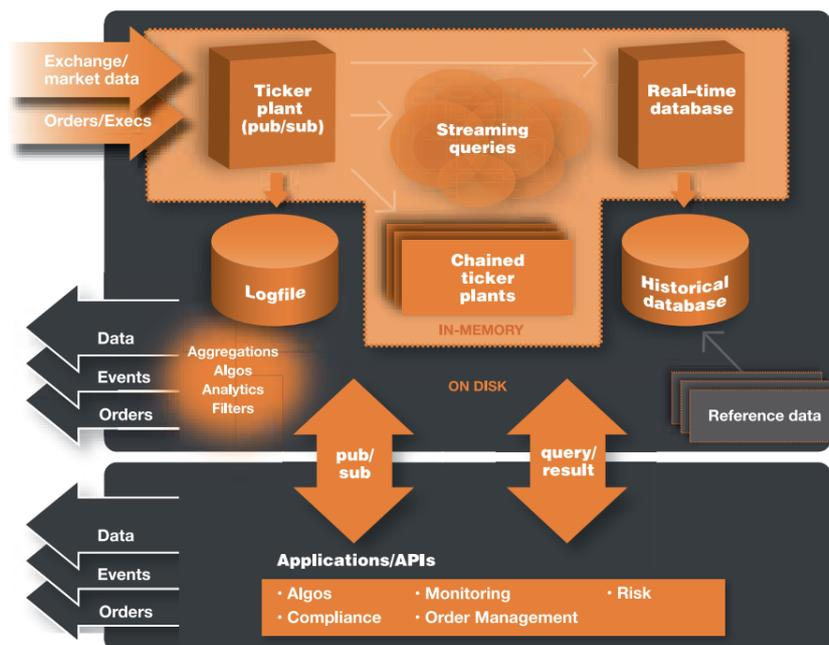 Exchange/
market data
Orders/Execs
Ticker
plant
(pub/sub)
Streaming
queries
Real–time
database
Logfile
Chained
ticker
plants
Historical
database
IN-MEMORY
Data
Events
Orders
Aggregations
Algos
Analytics
Filters
ON DISK
Reference data
pub/
sub
query/
result
Data
Events
Orders
Applications/APIs
· Algos
· Compliance
· Monitoring
· Order Management
· Risk